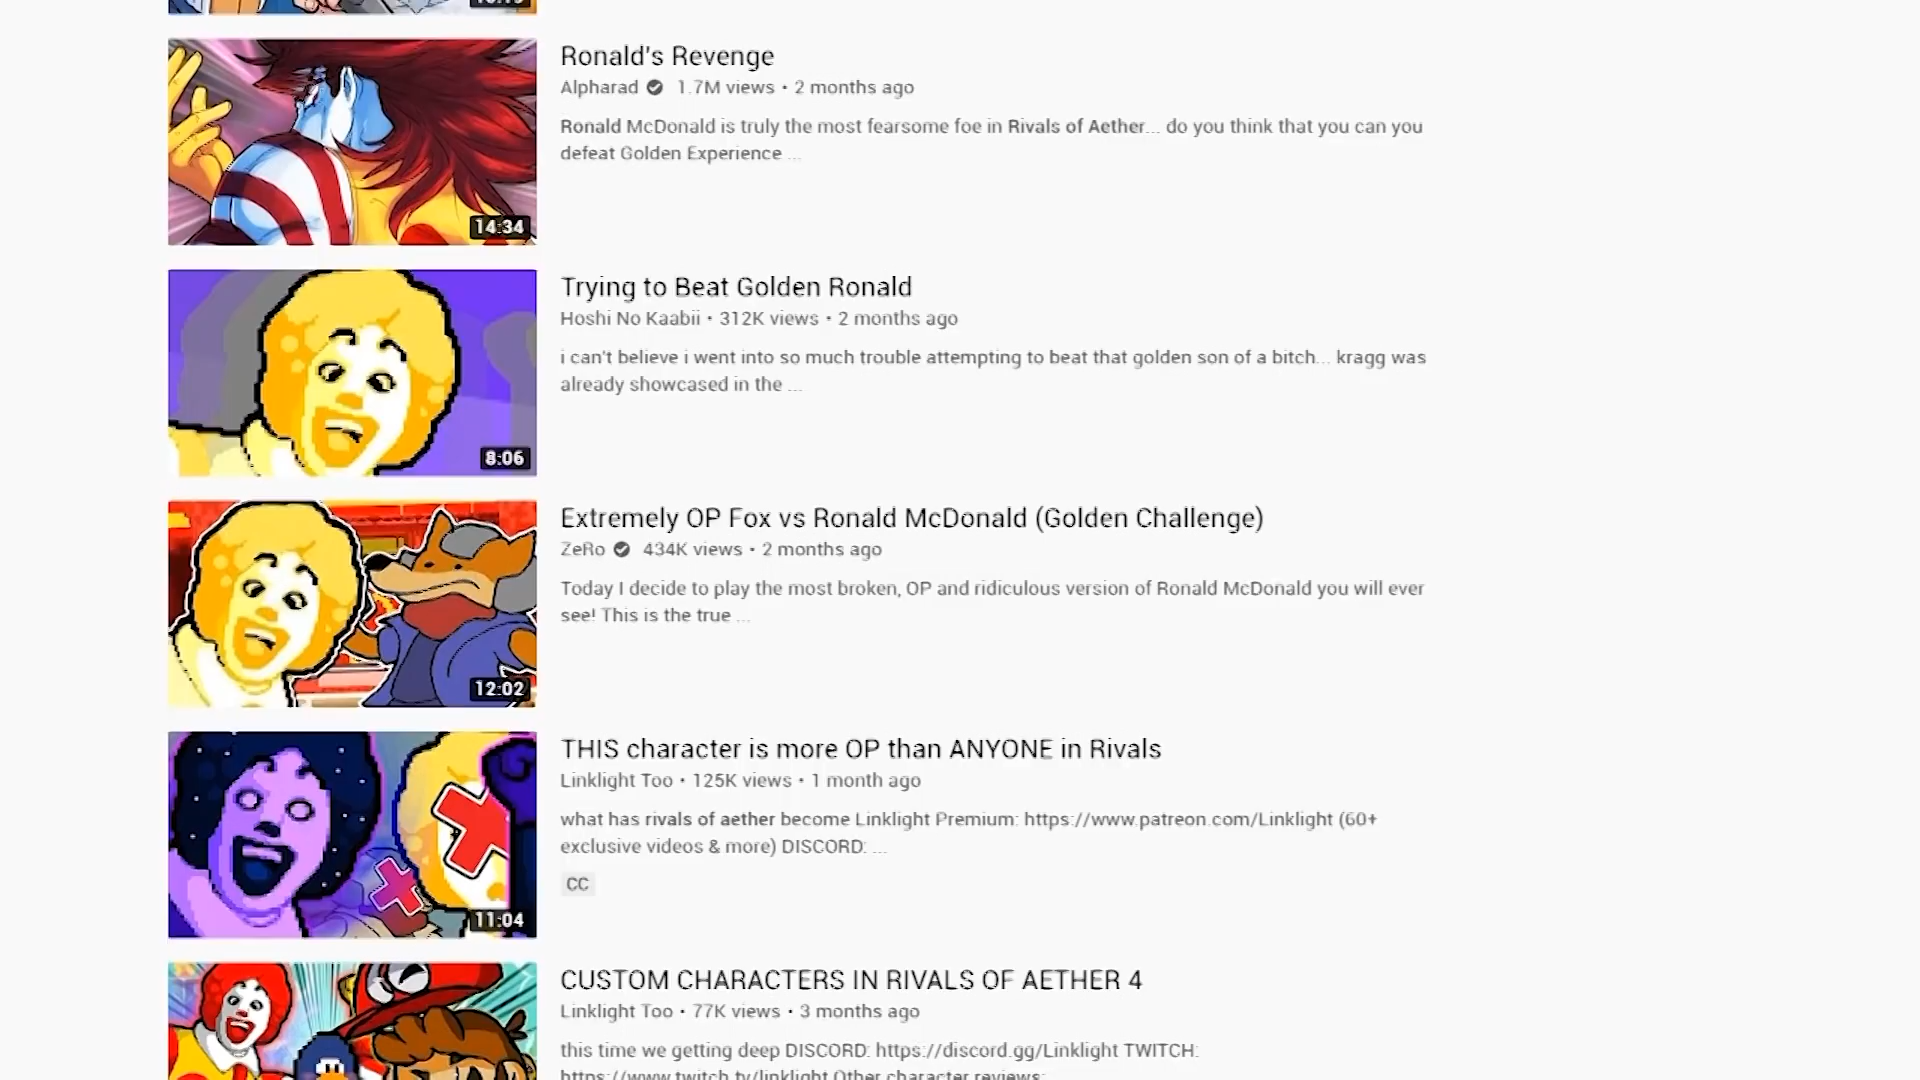 Ronald's Revenge
Alpharad 1.7M views • 2 months ago
Ronald McDonald is truly the most fearsome foe in Rivals of Aether... do you think that you can you
defeat Golden Experience ...
14:34
Trying to Beat Golden Ronald
Hoshi No Kaabii • 312K views • 2 months ago
i can't believe i went into so much trouble attempting to beat that golden son of a bitch... kragg was
already showcased in the ...
8:06
Extremely OP Fox vs Ronald McDonald (Golden Challenge)
ZeRo 434K views • 2 months ago
Today I decide to play the most broken, OP and ridiculous version of Ronald McDonald you will ever
see! This is the true ...
12:02
THIS character is more OP than ANYONE in Rivals
Linklight Too • 125K views • 1 month ago
what has rivals of aether become Linklight Premium: https://www.patreon.com/Linklight (60+
exclusive videos & more) DISCORD: ...
CC
11:04
CUSTOM CHARACTERS IN RIVALS OF AETHER 4
Linklight Too • 77K views • 3 months ago
this time we getting deep DISCORD: https://discord.gg/Linklight TWITCH:
https://www.twitch.tv/linklight Other character reviews: